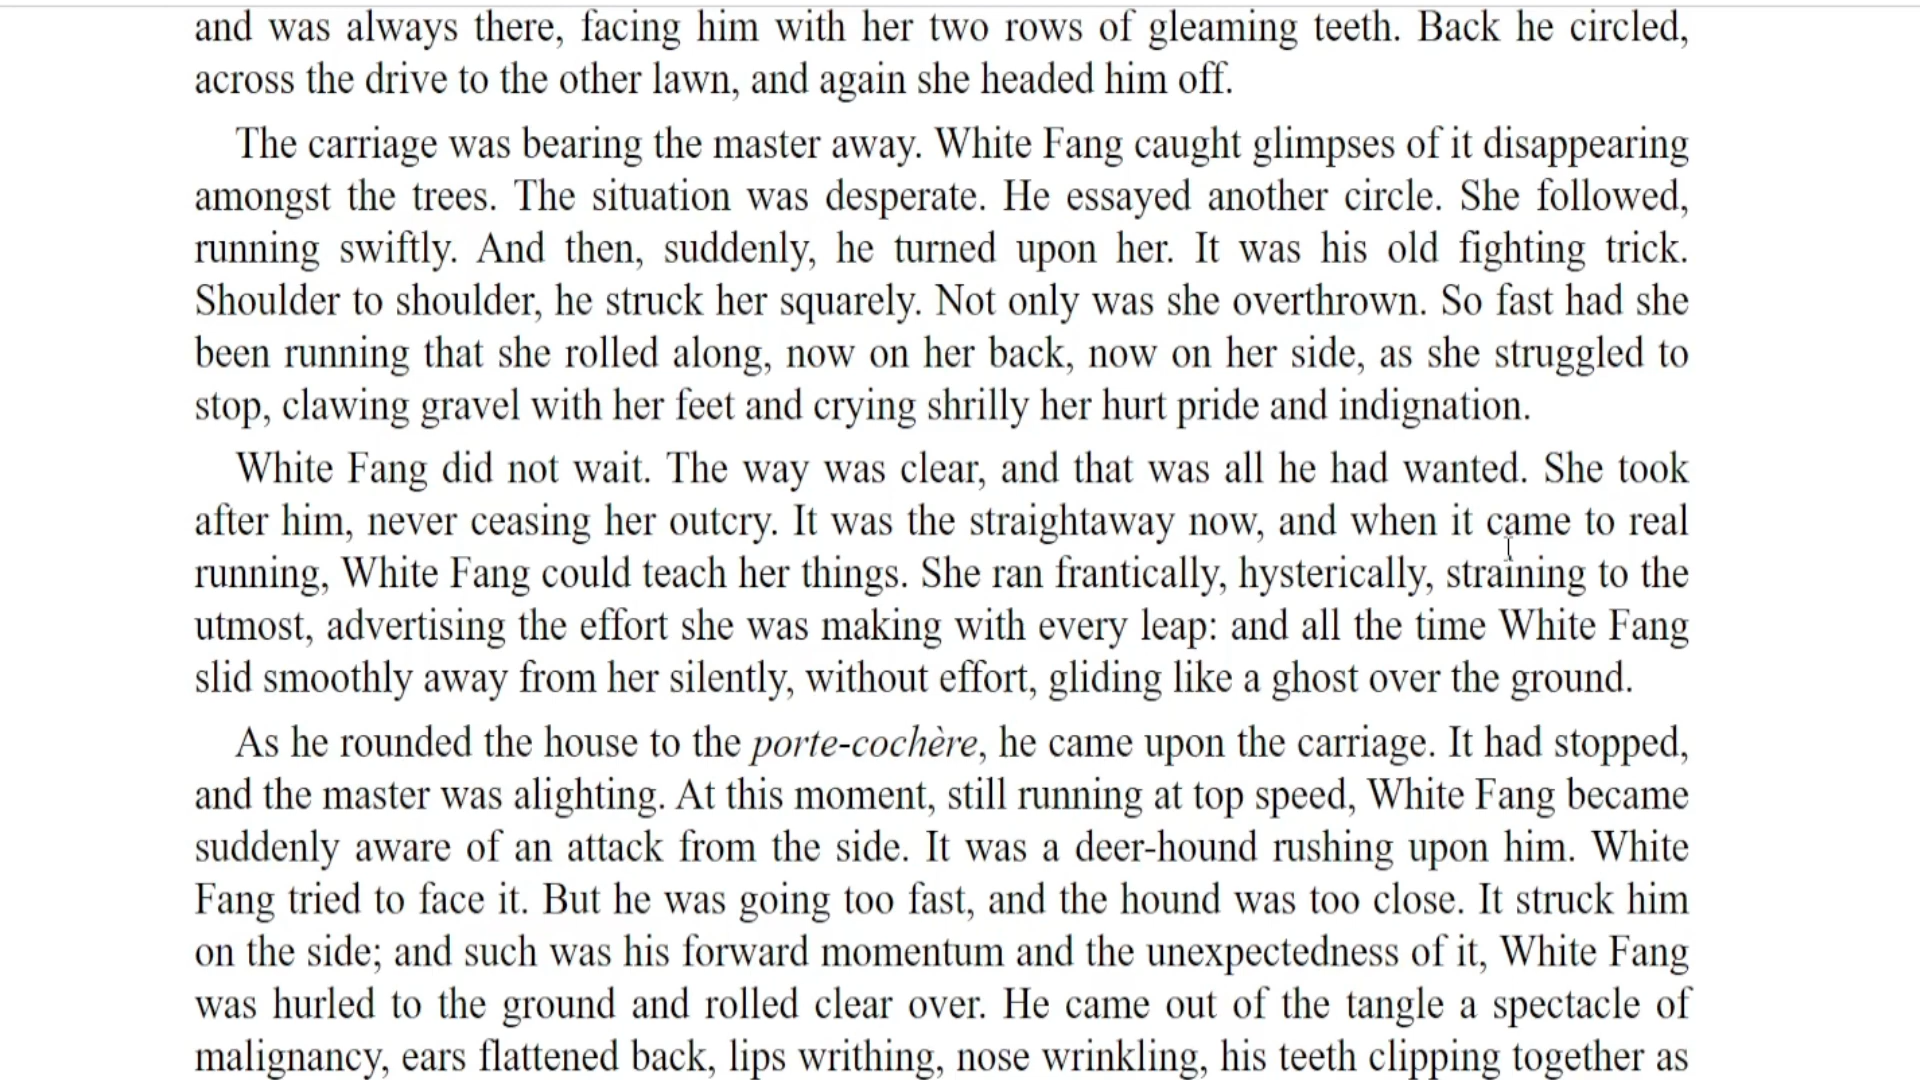 and was always there, facing him with her two rows of gleaming teeth. Back he circled,
across the drive to the other lawn, and again she headed him off.
The carriage was bearing the master away. White Fang caught glimpses of it disappearing
amongst the trees. The situation was desperate. He essayed another circle. She followed,
running swiftly. And then, suddenly, he turned upon her. It was his old fighting trick.
Shoulder to shoulder, he struck her squarely. Not only was she overthrown. So fast had she
been running that she rolled along, now on her back, now on her side, as she struggled to
stop, clawing gravel with her feet and crying shrilly her hurt pride and indignation.
White Fang did not wait. The way was clear, and that was all he had wanted. She took
after him, never ceasing her outcry. It was the straightaway now, and when it came to real
running, White Fang could teach her things. She ran frantically, hysterically, straining to the
utmost, advertising the effort she was making with every leap: and all the time White Fang
slid smoothly away from her silently, without effort, gliding like a ghost over the ground.
As he rounded the house to the porte-cochère, he came upon the carriage. It had stopped,
and the master was alighting. At this moment, still running at top speed, White Fang became
suddenly aware of an attack from the side. It was a deer-hound rushing upon him. White
Fang tried to face it. But he was going too fast, and the hound was too close. It struck him
on the side; and such was his forward momentum and the unexpectedness of it, White Fang
was hurled to the ground and rolled clear over. He came out of the tangle a spectacle of
malignancy, ears flattened back, lips writhing, nose wrinkling, his teeth clipping together as